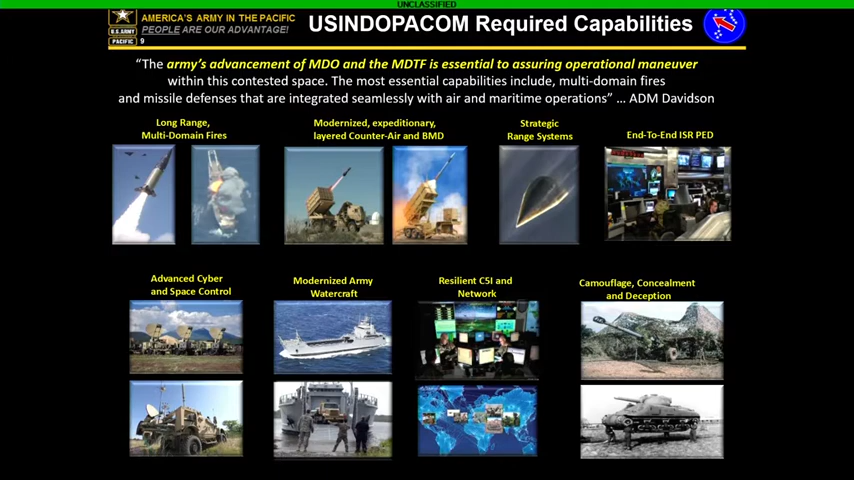 UNCLASSIFIED
AMERICA'S ARMY IN THE PACIFIC
PEOPLE ARE OUR ADVANTAGE!
U.S. ARMY
PACIFIC
9
USINDOPACOM Required Capabilities
“The army’s advancement of MDO and the MDTF is essential to assuring operational maneuver
within this contested space. The most essential capabilities include, multi-domain fires
and missile defenses that are integrated seamlessly with air and maritime operations” … ADM Davidson
Long Range,
Multi-Domain Fires
Modernized, expeditionary,
layered Counter-Air and BMD
Strategic
Range Systems
End-To-End ISR PED
Advanced Cyber
and Space Control
Modernized Army
Watercraft
Resilient C5I and
Network
Camouflage, Concealment
and Deception